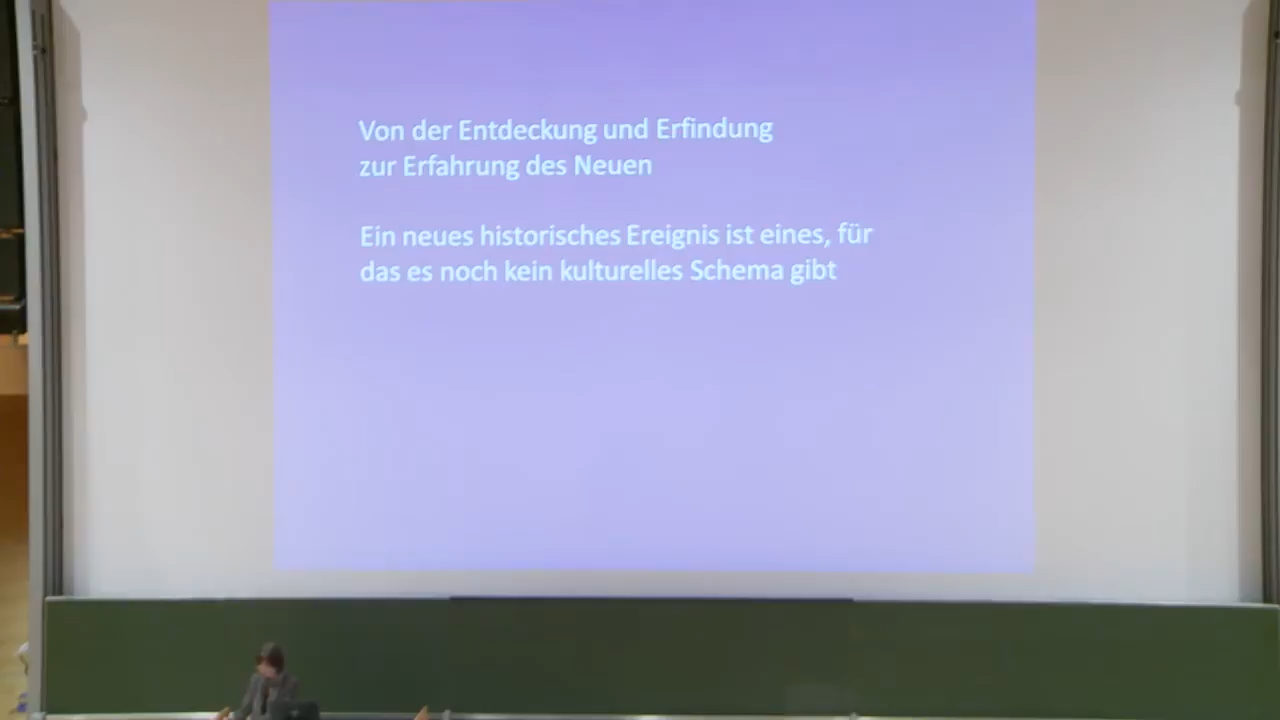 Von der Entdeckung und Erfindung
zur Erfahrung des Neuen
Ein neues historisches Ereignis ist eines, für
das es noch kein kulturelles Schema gibt